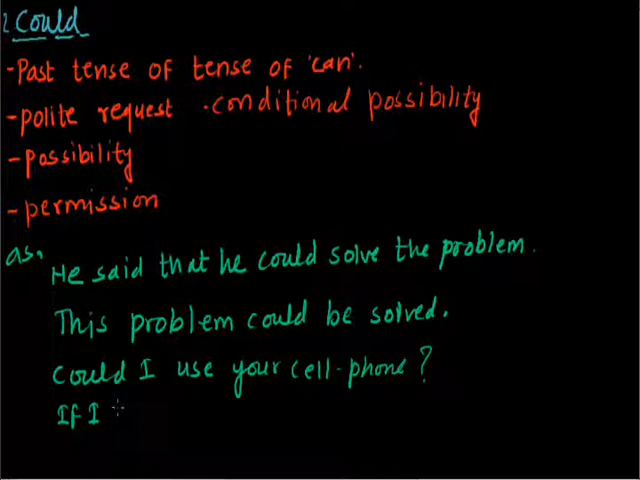 2 Could
-Past tense of tense of 'can'.
-polite request .conditional possibility
-possibility
-permission
as,
He said that he could solve the problem.
This problem could be solved.
Could I use your cell-phone?
If I